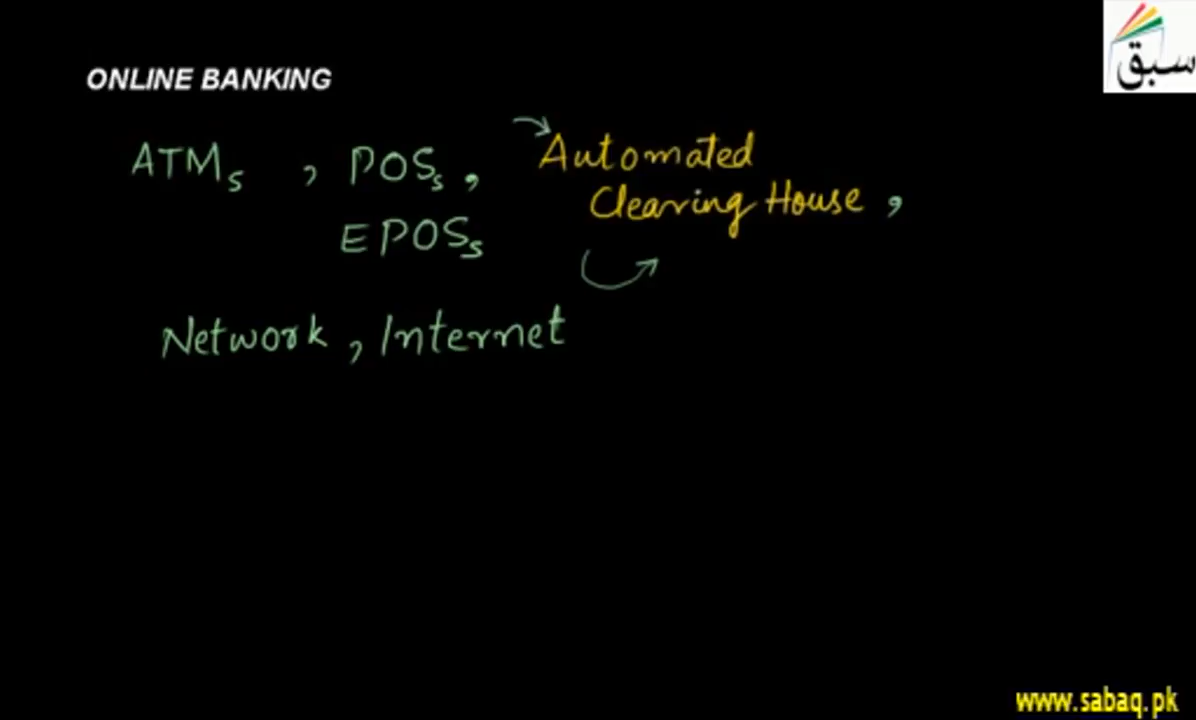 سبق
ONLINE BANKING
ATMs , POSs , Automated
Clearing House ,
EPOSs
Network , Internet
www.sabaq.pk